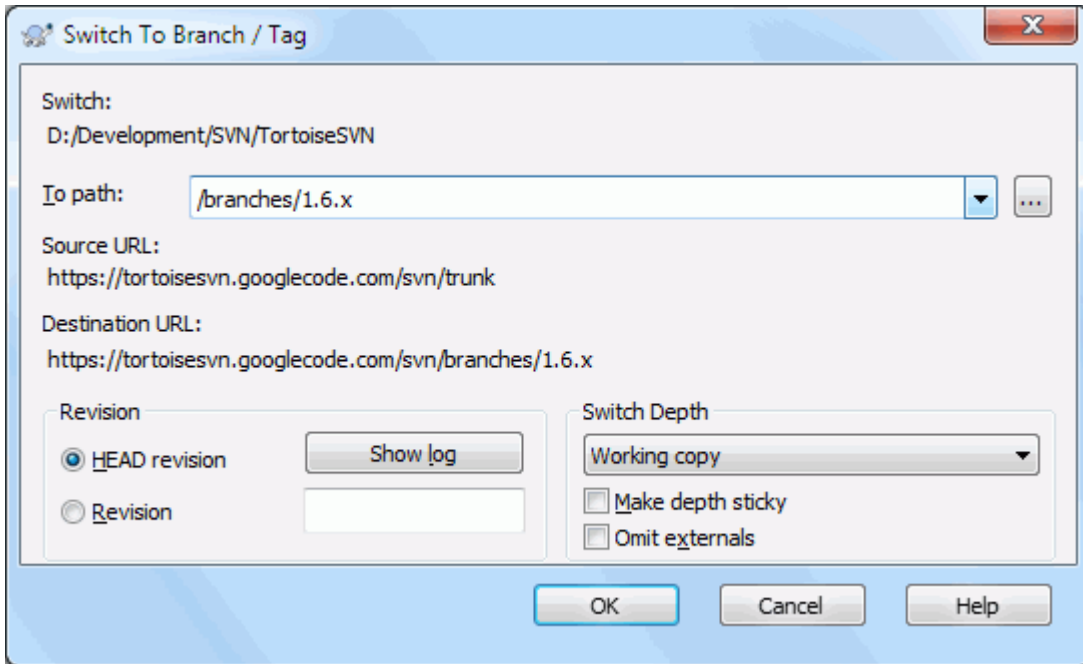 Switch To Branch / Tag
Switch:
D:/Development/SVN/TortoiseSVN
To path:
/branches/1.6.x
...
Source URL:
https://tortoisesvn.googlecode.com/svn/trunk
Destination URL:
https://tortoisesvn.googlecode.com/svn/branches/1.6.x
Revision
HEAD revision
Show log
Revision
Switch Depth
Working copy
Make depth sticky
Omit externals
OK
Cancel
Help